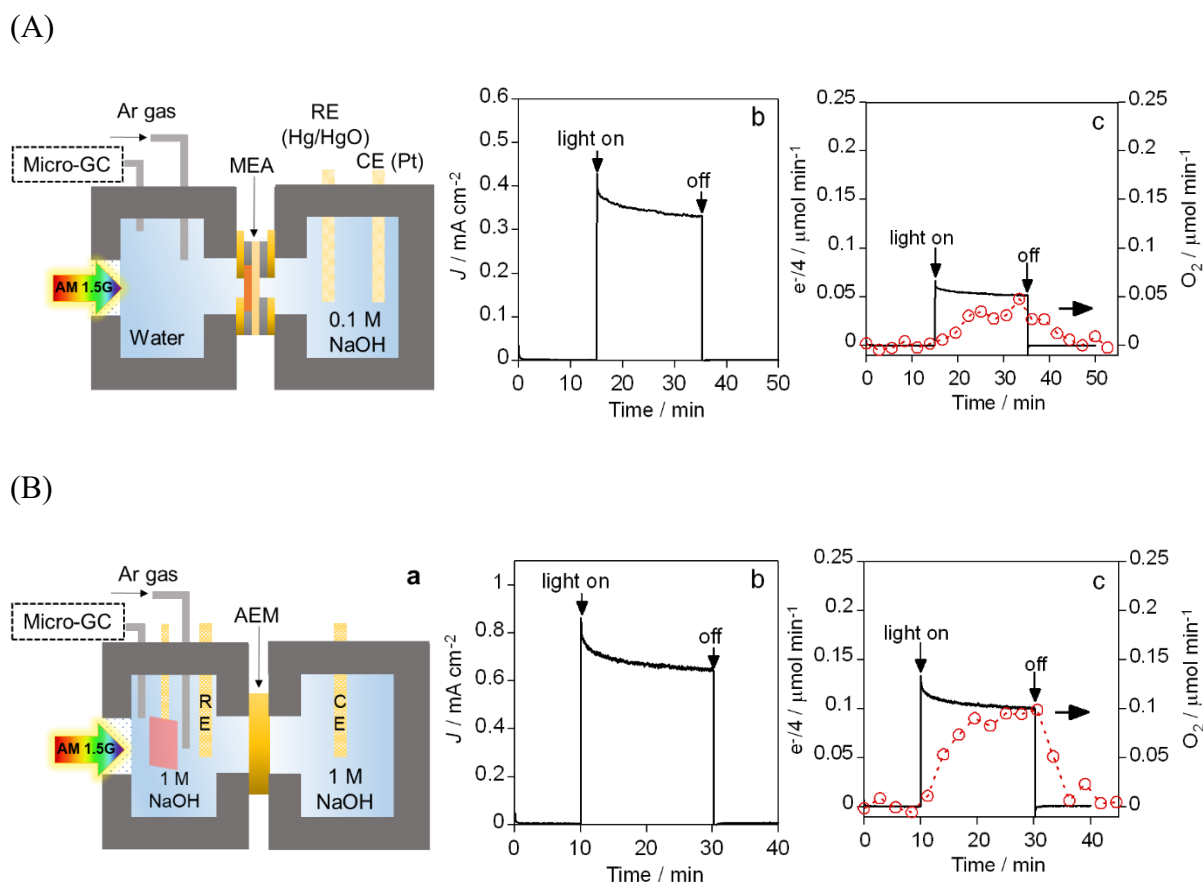 (A)
Ar gas
Micro-GC
MEA
RE
(Hg/HgO)
CE (Pt)
AM 1.5G
Water
0.1 M
NaOH
b
0.6
0.5
0.4
0.3
0.2
0.1
0
J / mA cm-2
light on
off
0 10 20 30 40 50
Time / min
c
0.25
0.2
0.15
0.1
0.05
0
e-/4 / μmol min-1
light on
off
0.25
0.2
0.15
0.1
0.05
0
O2 / μmol min-1
0 10 20 30 40 50
Time / min
(B)
a
Ar gas
Micro-GC
AEM
R
E
C
E
AM 1.5G
1 M
NaOH
1 M
NaOH
b
1
0.8
0.6
0.4
0.2
0
J / mA cm-2
light on
off
0 10 20 30 40
Time / min
c
0.25
0.2
0.15
0.1
0.05
0
e-/4 / μmol min-1
light on
off
0.25
0.2
0.15
0.1
0.05
0
O2 / μmol min-1
0 10 20 30 40
Time / min